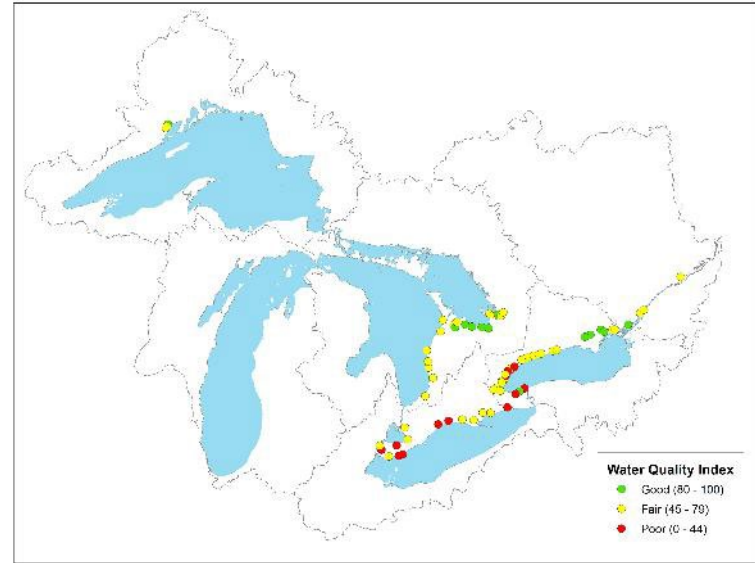 Water Quality Index
Good (80 - 100)
Fair (45 - 79)
Poor (0 - 44)